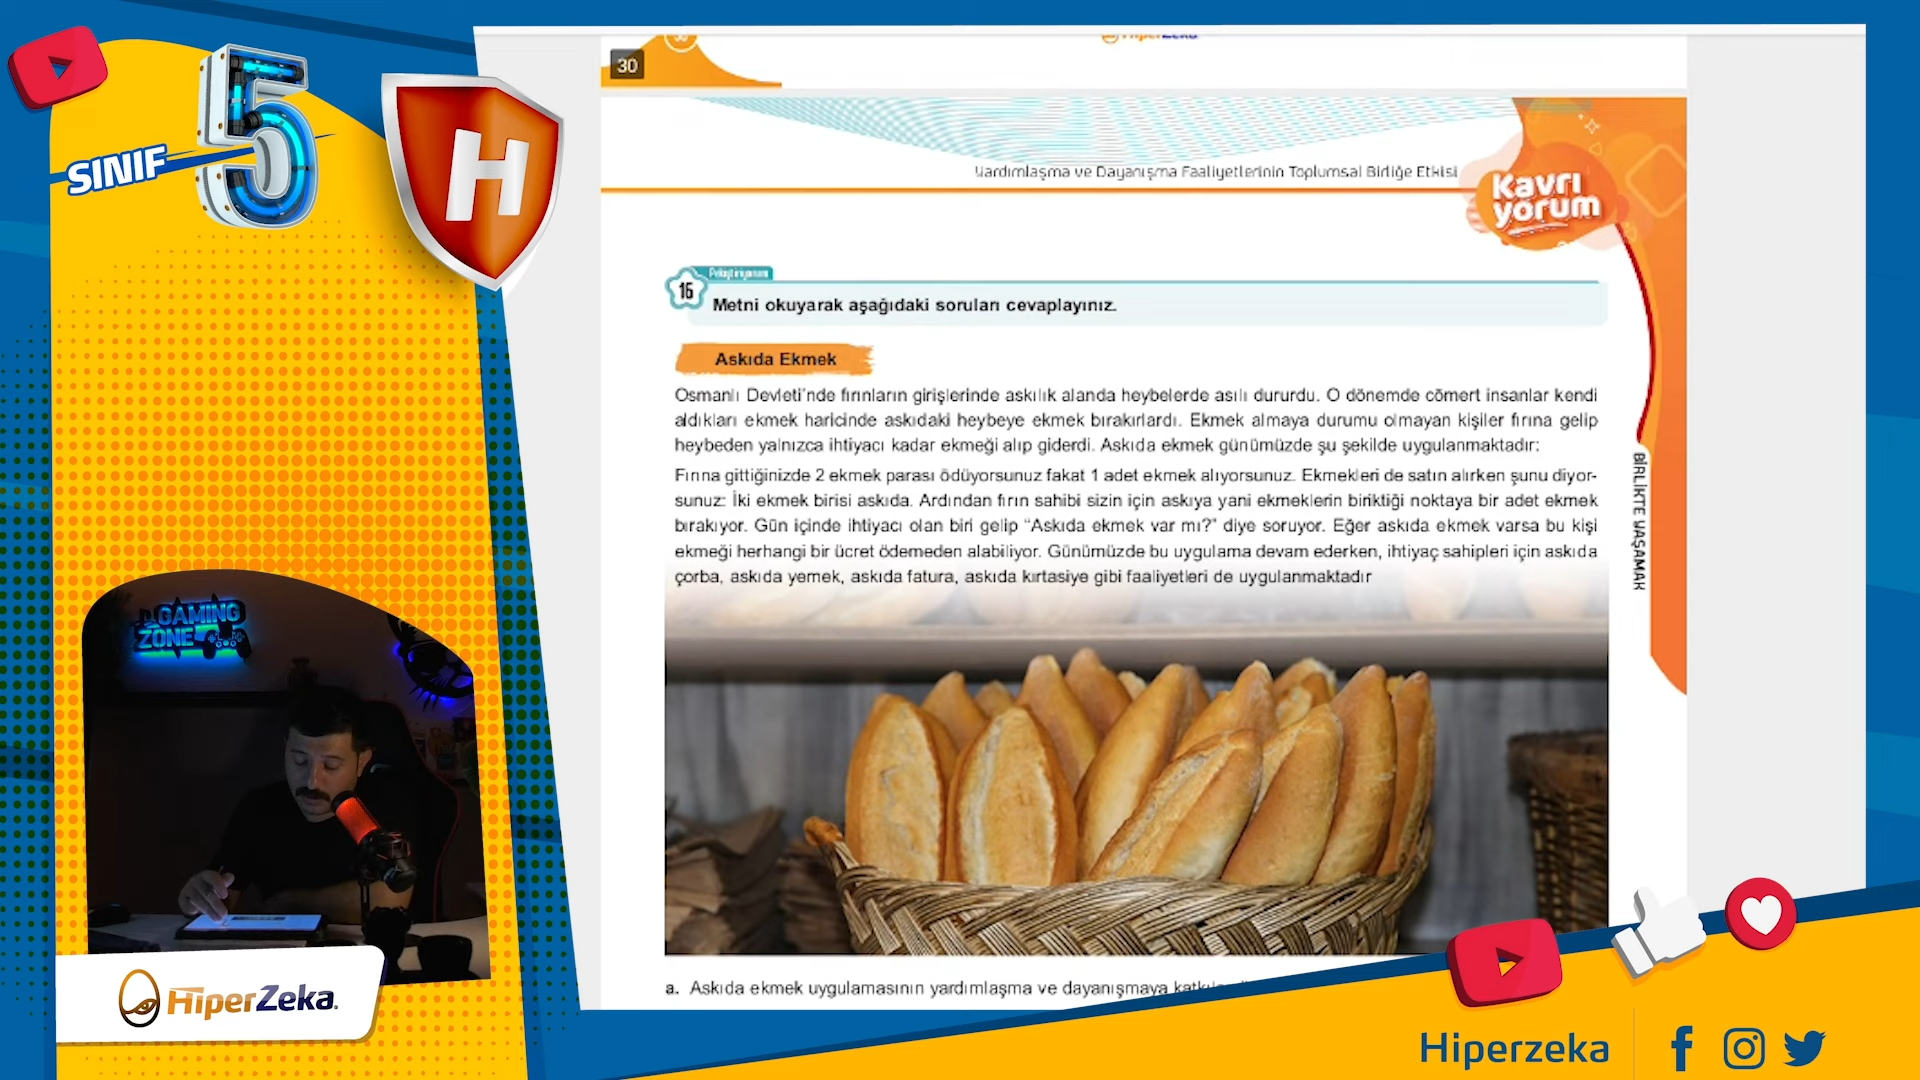 SINIF
5
H
30
Yardımlaşma ve Dayanışma Faaliyetlerinin Toplumsal Birliğe Etkisi
Kavrı
yorum
Pekiştiriyorum
15
Metni okuyarak aşağıdaki soruları cevaplayınız.
Askıda Ekmek
Osmanlı Devleti'nde fırınların girişlerinde askılık alanda heybelerde asılı dururdu. O dönemde cömert insanlar kendi
aldıkları ekmek haricinde askıdaki heybeye ekmek bırakırlardı. Ekmek almaya durumu olmayan kişiler fırına gelip
heybeden yalnızca ihtiyacı kadar ekmeği alıp giderdi. Askıda ekmek günümüzde şu şekilde uygulanmaktadır:
Fırına gittiğinizde 2 ekmek parası ödüyorsunuz fakat 1 adet ekmek alıyorsunuz. Ekmekleri de satın alırken şunu diyor-
sunuz: İki ekmek birisi askıda. Ardından fırın sahibi sizin için askıya yani ekmeklerin biriktiği noktaya bir adet ekmek
bırakıyor. Gün içinde ihtiyacı olan biri gelip “Askıda ekmek var mı?” diye soruyor. Eğer askıda ekmek varsa bu kişi
ekmeği herhangi bir ücret ödemeden alabiliyor. Günümüzde bu uygulama devam ederken, ihtiyaç sahipleri için askıda
çorba, askıda yemek, askıda fatura, askıda kırtasiye gibi faaliyetleri de uygulanmaktadır
BİRLİKTE YAŞAMAK
GAMING
ZONE
a. Askıda ekmek uygulamasının yardımlaşma ve dayanışmaya
HiperZeka.
Hiperzeka